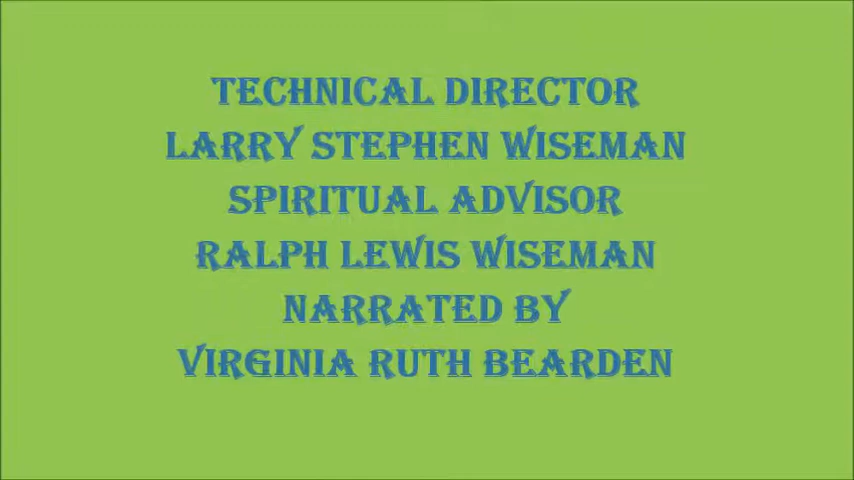 TECHNICAL DIRECTOR
LARRY STEPHEN WISEMAN
SPIRITUAL ADVISOR
RALPH LEWIS WISEMAN
NARRATED BY
VIRGINIA RUTH BEARDEN